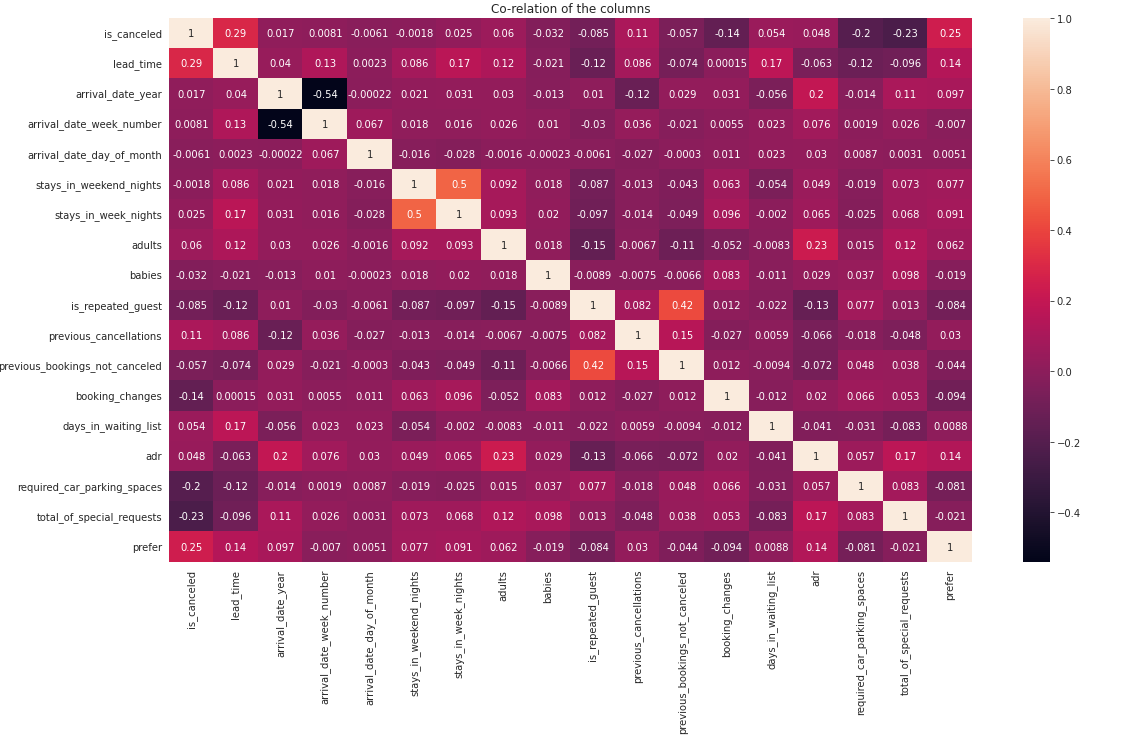 Co-relation of the columns
is_canceled 1 0.29 0.017 0.0081 -0.0061 -0.0018 0.025 0.06 -0.032 -0.085 0.11 -0.057 -0.14 0.054 0.048 -0.2 -0.23 0.25
lead_time 0.29 1 0.04 0.13 0.0023 0.086 0.17 0.12 -0.021 -0.12 0.086 -0.074 0.00015 0.17 -0.063 -0.12 -0.096 0.14
arrival_date_year 0.017 0.04 1 -0.54 -0.00022 0.021 0.031 0.03 -0.013 0.01 -0.12 0.029 0.031 -0.056 0.2 -0.014 0.11 0.097
arrival_date_week_number 0.0081 0.13 -0.54 1 0.067 0.018 0.016 0.026 0.01 -0.03 0.036 -0.021 0.0055 0.023 0.076 0.0019 0.026 -0.007
arrival_date_day_of_month -0.0061 0.0023 -0.00022 0.067 1 -0.016 -0.028 -0.0016 -0.00023 -0.0061 -0.027 -0.0003 0.011 0.023 0.03 0.0087 0.0031 0.0051
stays_in_weekend_nights -0.0018 0.086 0.021 0.018 -0.016 1 0.5 0.092 0.018 -0.087 -0.013 -0.043 0.063 -0.054 0.049 -0.019 0.073 0.077
stays_in_week_nights 0.025 0.17 0.031 0.016 -0.028 0.5 1 0.093 0.02 -0.097 -0.014 -0.049 0.096 -0.002 0.065 -0.025 0.068 0.091
adults 0.06 0.12 0.03 0.026 -0.0016 0.092 0.093 1 0.018 -0.15 -0.0067 -0.11 -0.052 -0.0083 0.23 0.015 0.12 0.062
babies -0.032 -0.021 -0.013 0.01 -0.00023 0.018 0.02 0.018 1 -0.0089 -0.0075 -0.0066 0.083 -0.011 0.029 0.037 0.098 -0.019
is_repeated_guest -0.085 -0.12 0.01 -0.03 -0.0061 -0.087 -0.097 -0.15 -0.0089 1 0.082 0.42 0.012 -0.022 -0.13 0.077 0.013 -0.084
previous_cancellations 0.11 0.086 -0.12 0.036 -0.027 -0.013 -0.014 -0.0067 -0.0075 0.082 1 0.15 -0.027 0.0059 -0.066 -0.018 -0.048 0.03
previous_bookings_not_canceled -0.057 -0.074 0.029 -0.021 -0.0003 -0.043 -0.049 -0.11 -0.0066 0.42 0.15 1 0.012 -0.0094 -0.072 0.048 0.038 -0.044
booking_changes -0.14 0.00015 0.031 0.0055 0.011 0.063 0.096 -0.052 0.083 0.012 -0.027 0.012 1 -0.012 0.02 0.066 0.053 -0.094
days_in_waiting_list 0.054 0.17 -0.056 0.023 0.023 -0.054 -0.002 -0.0083 -0.011 -0.022 0.0059 -0.0094 -0.012 1 -0.041 -0.031 -0.083 0.0088
adr 0.048 -0.063 0.2 0.076 0.03 0.049 0.065 0.23 0.029 -0.13 -0.066 -0.072 0.02 -0.041 1 0.057 0.17 0.14
required_car_parking_spaces -0.2 -0.12 -0.014 0.0019 0.0087 -0.019 -0.025 0.015 0.037 0.077 -0.018 0.048 0.066 -0.031 0.057 1 0.083 -0.081
total_of_special_requests -0.23 -0.096 0.11 0.026 0.0031 0.073 0.068 0.12 0.098 0.013 -0.048 0.038 0.053 -0.083 0.17 0.083 1 -0.021
prefer 0.25 0.14 0.097 -0.007 0.0051 0.077 0.091 0.062 -0.019 -0.084 0.03 -0.044 -0.094 0.0088 0.14 -0.081 -0.021 1
is_canceled
lead_time
arrival_date_year
arrival_date_week_number
arrival_date_day_of_month
stays_in_weekend_nights
stays_in_week_nights
adults
babies
is_repeated_guest
previous_cancellations
previous_bookings_not_canceled
booking_changes
days_in_waiting_list
adr
required_car_parking_spaces
total_of_special_requests
prefer
1.0
0.8
0.6
0.4
0.2
0.0
−0.2
−0.4